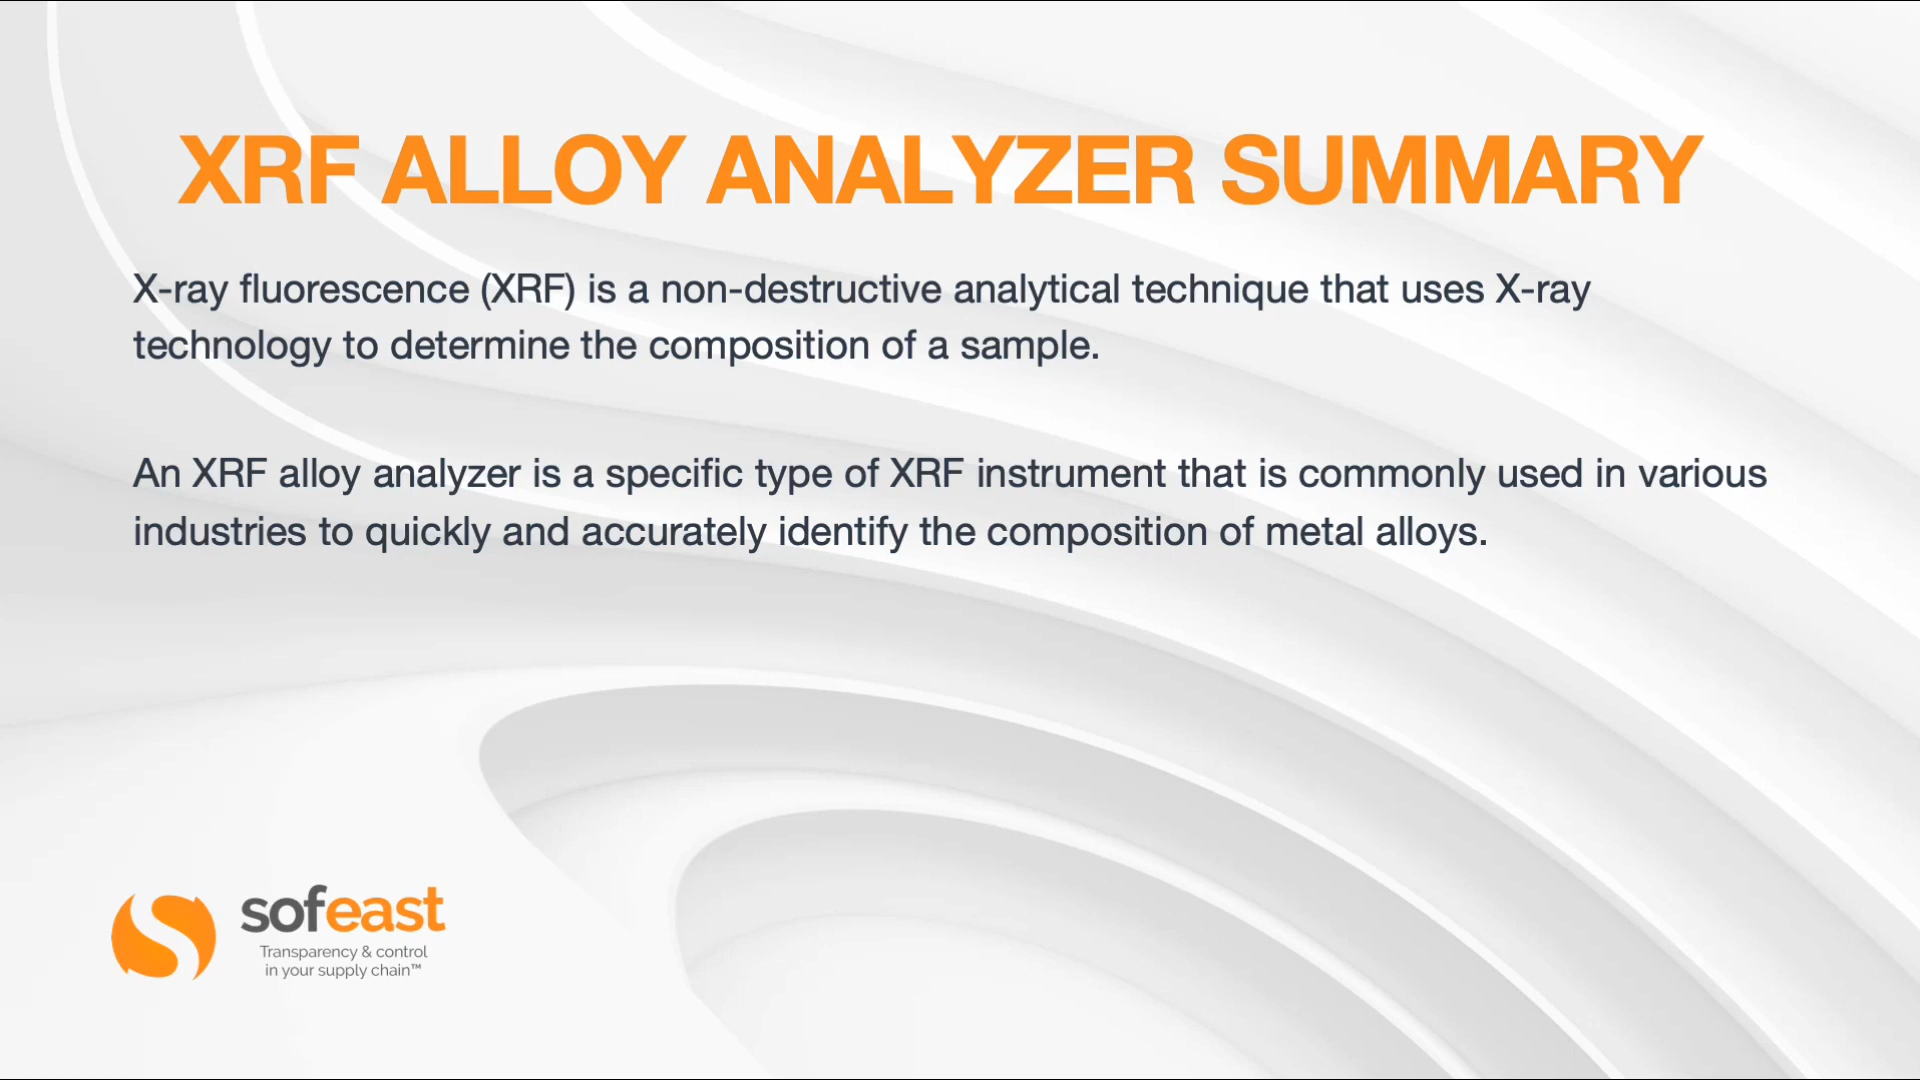 XRF ALLOY ANALYZER SUMMARY
X-ray fluorescence (XRF) is a non-destructive analytical technique that uses X-ray
technology to determine the composition of a sample.
An XRF alloy analyzer is a specific type of XRF instrument that is commonly used in various
industries to quickly and accurately identify the composition of metal alloys.
sofeast
Transparency & control
in your supply chain™